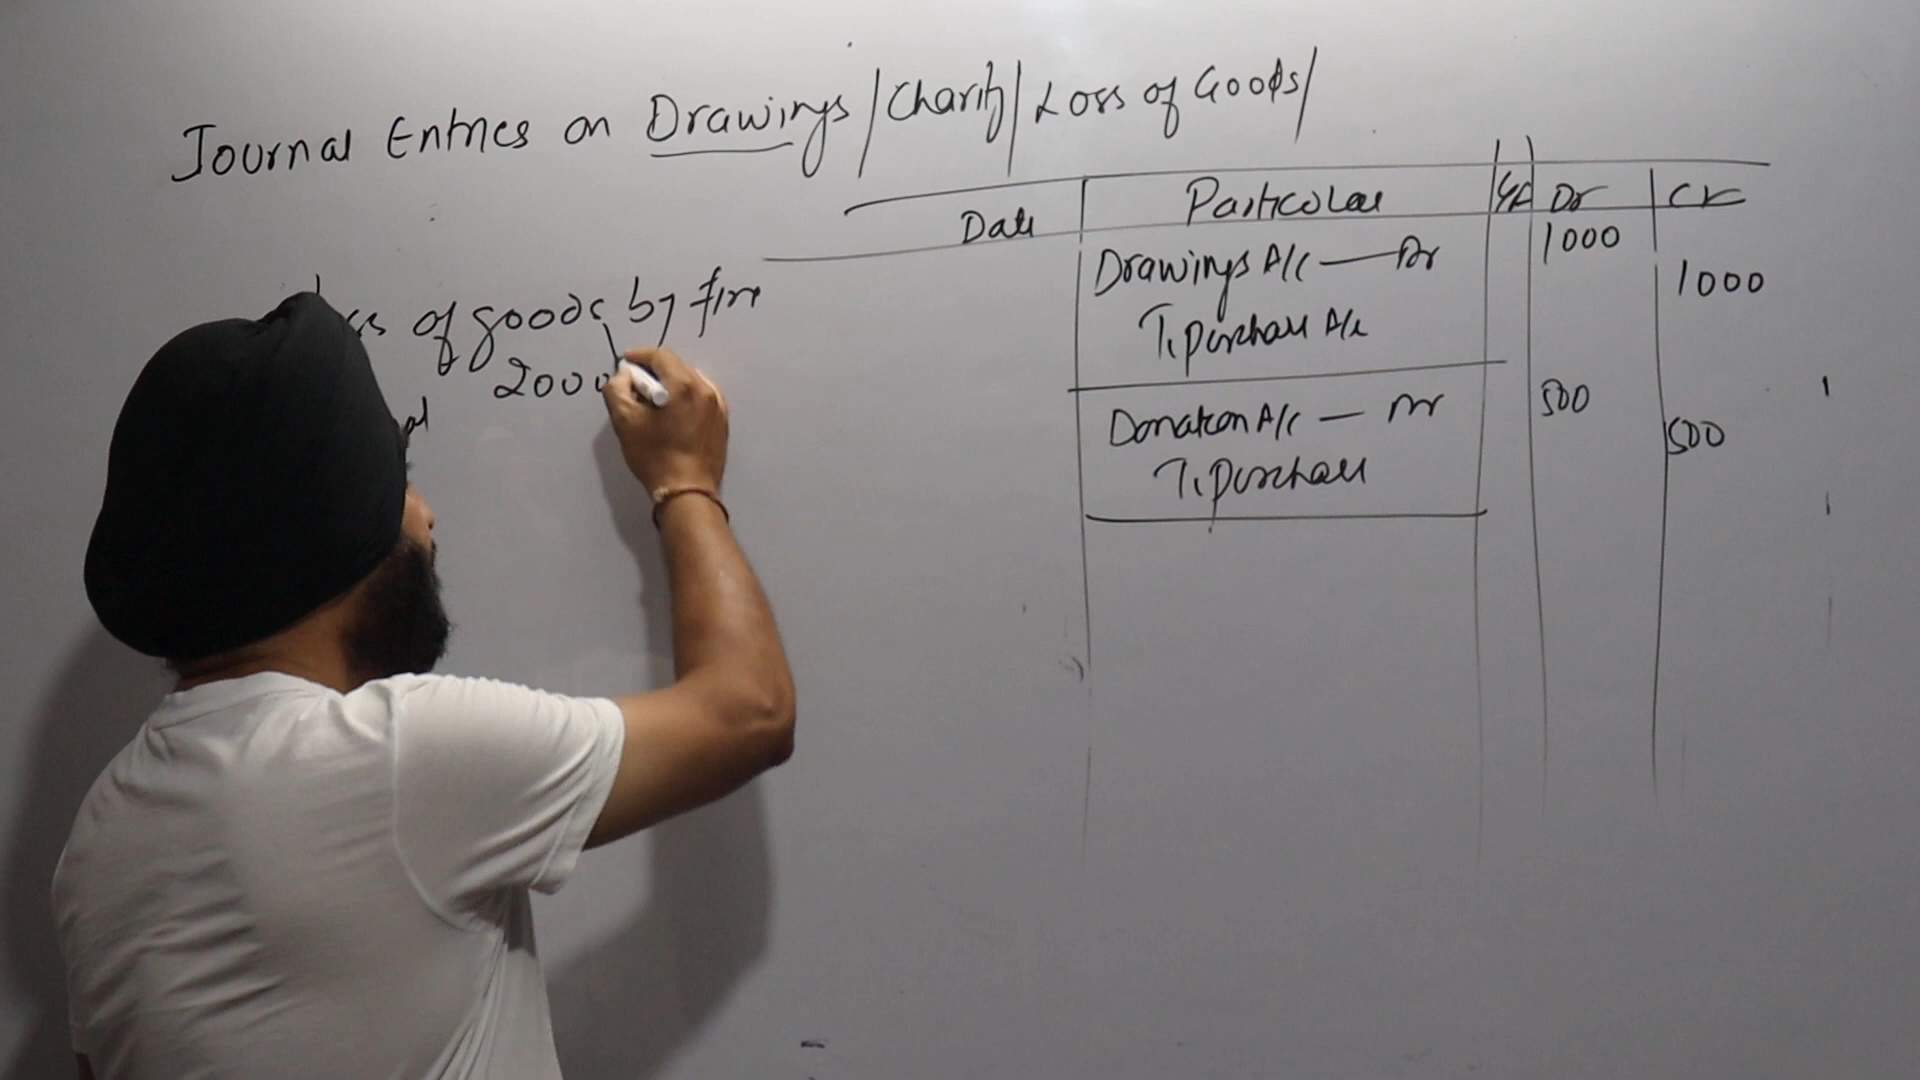 Journal Entries on Drawings / Charity / Loss of Goods /
Date Particular Dr Cr
of goods by fire
2000
Drawings A/c — Dr 1000
To purchase A/c 1000
Donation A/c — Dr 500
To purchase 500